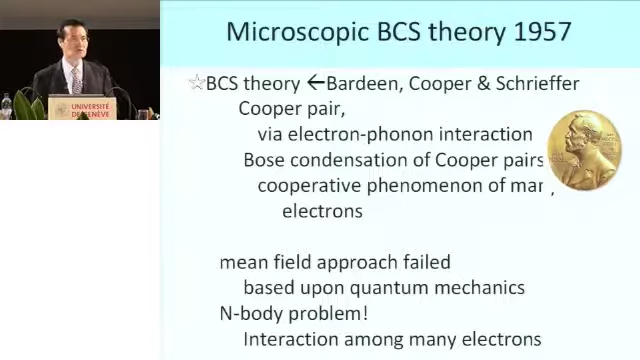 Microscopic BCS theory 1957
☆BCS theory ←Bardeen, Cooper & Schrieffer
Cooper pair,
via electron-phonon interaction
Bose condensation of Cooper pairs
cooperative phenomenon of
electrons
mean field approach failed
based upon quantum mechanics
N-body problem!
Interaction among many electrons
UNIVERSITÉ
DE GENÈVE